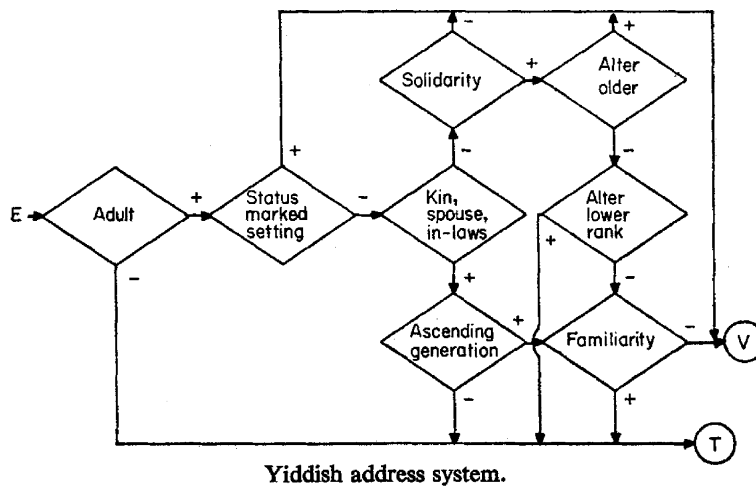 E
Adult
+
-
Status
marked
setting
+
-
Kin,
spouse,
in-laws
-
+
Solidarity
-
+
Alter
older
+
-
Alter
lower
rank
+
-
Ascending
generation
+
-
Familiarity
-
+
V
T
Yiddish address system.